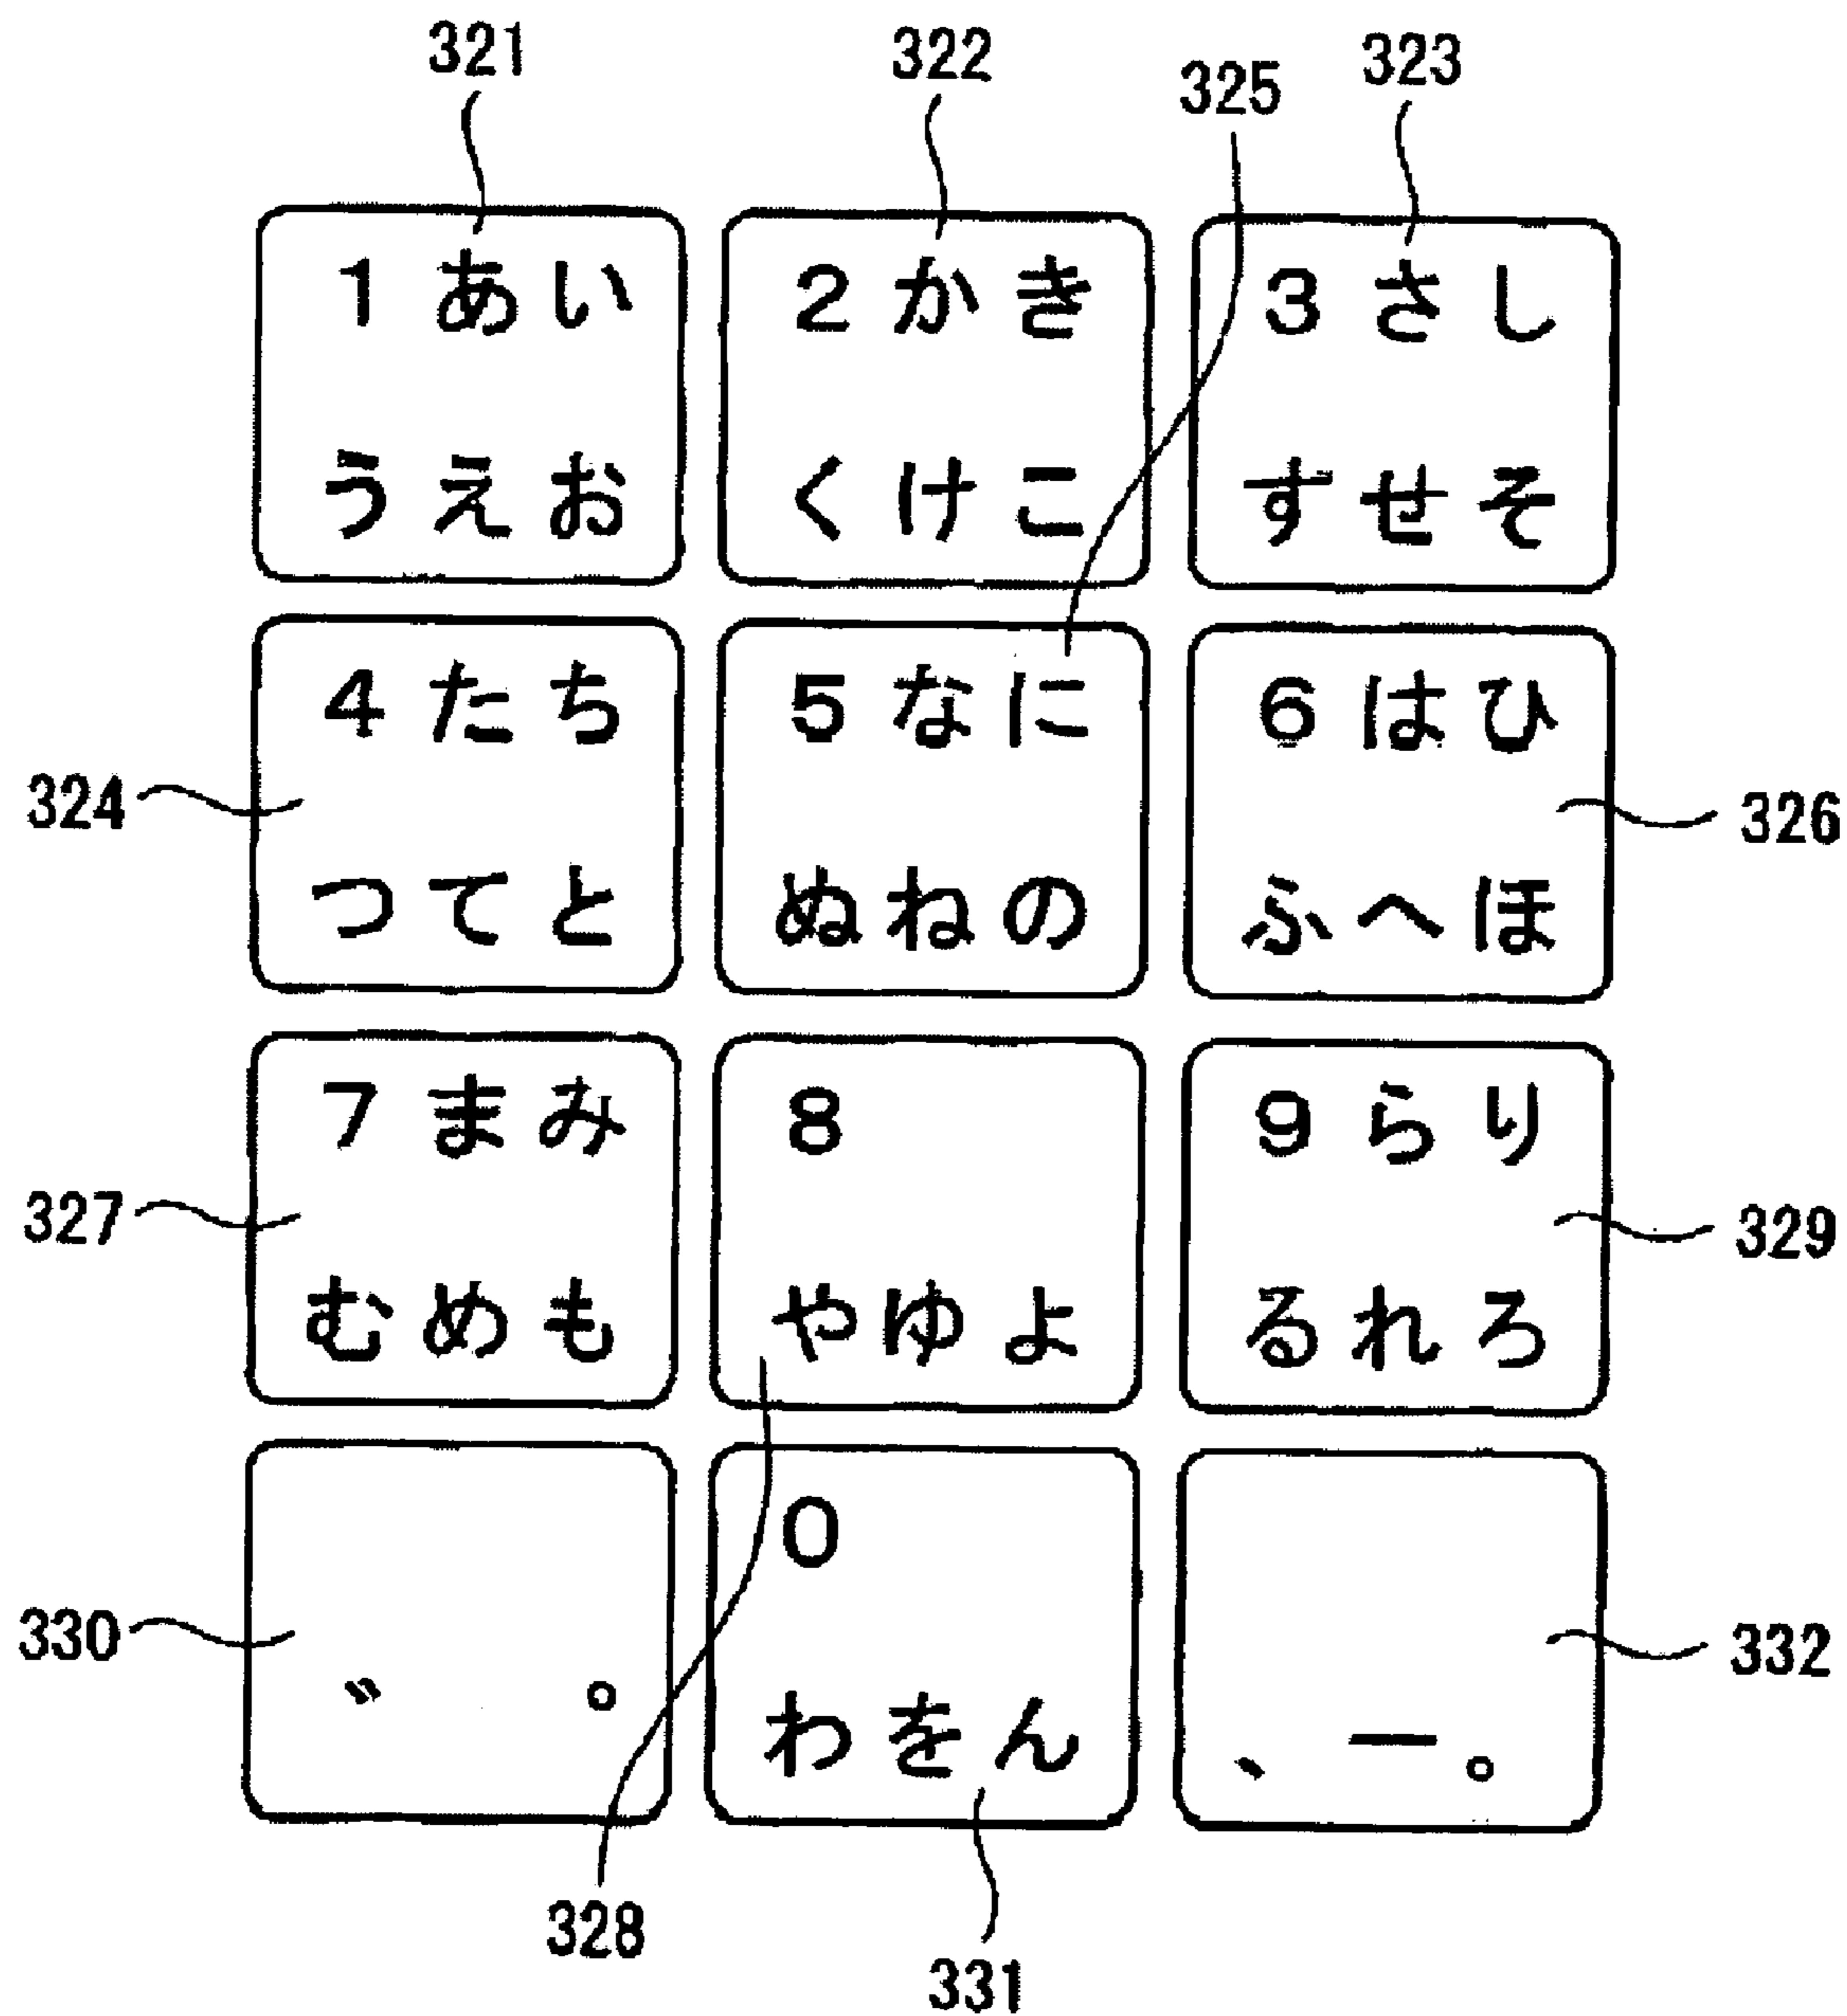 321
322
325
323
1 あ い
う え お
2 か き
く け こ
3 さ し
す せ そ
324
4 た ち
つ て と
5 な に
ぬ ね の
6 は ひ
ふ へ ほ
326
327
7 ま み
む め も
8
や ゆ よ
9 ら り
る れ ろ
329
330
゛ ゜
0
わ を ん
、 ー 。
332
328
331